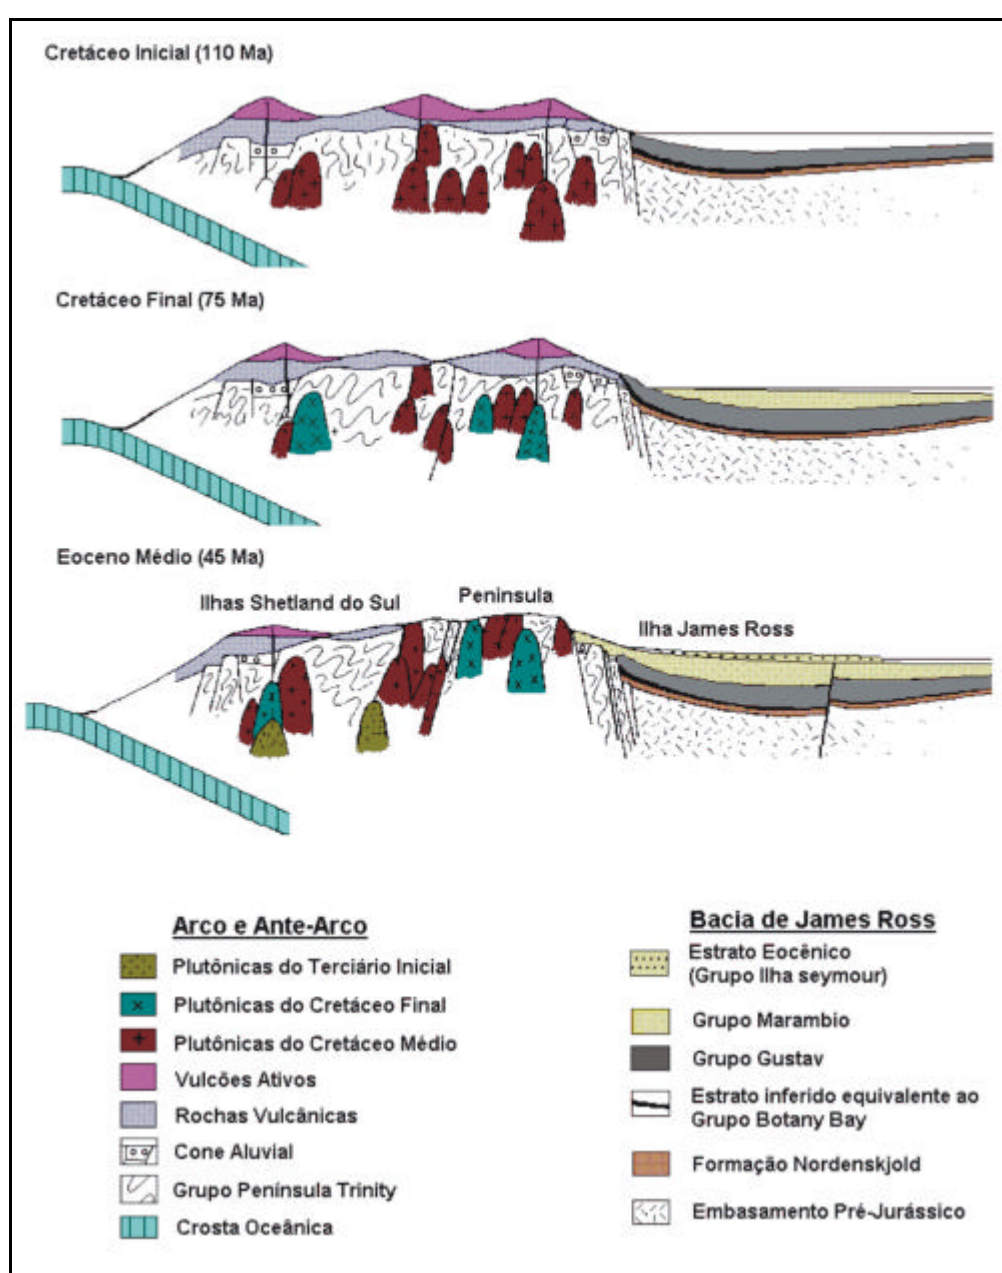 Cretáceo Inicial (110 Ma)
Cretáceo Final (75 Ma)
Eoceno Médio (45 Ma)
Ilhas Shetland do Sul
Peninsula
Ilha James Ross
Arco e Ante-Arco
Plutônicas do Terciário Inicial
Plutônicas do Cretáceo Final
Plutônicas do Cretáceo Médio
Vulcões Ativos
Rochas Vulcânicas
Cone Aluvial
Grupo Península Trinity
Crosta Oceânica
Bacia de James Ross
Estrato Eocênico
(Grupo Ilha seymour)
Grupo Marambio
Grupo Gustav
Estrato inferido equivalente ao
Grupo Botany Bay
Formação Nordenskjold
Embasamento Pré-Jurássico